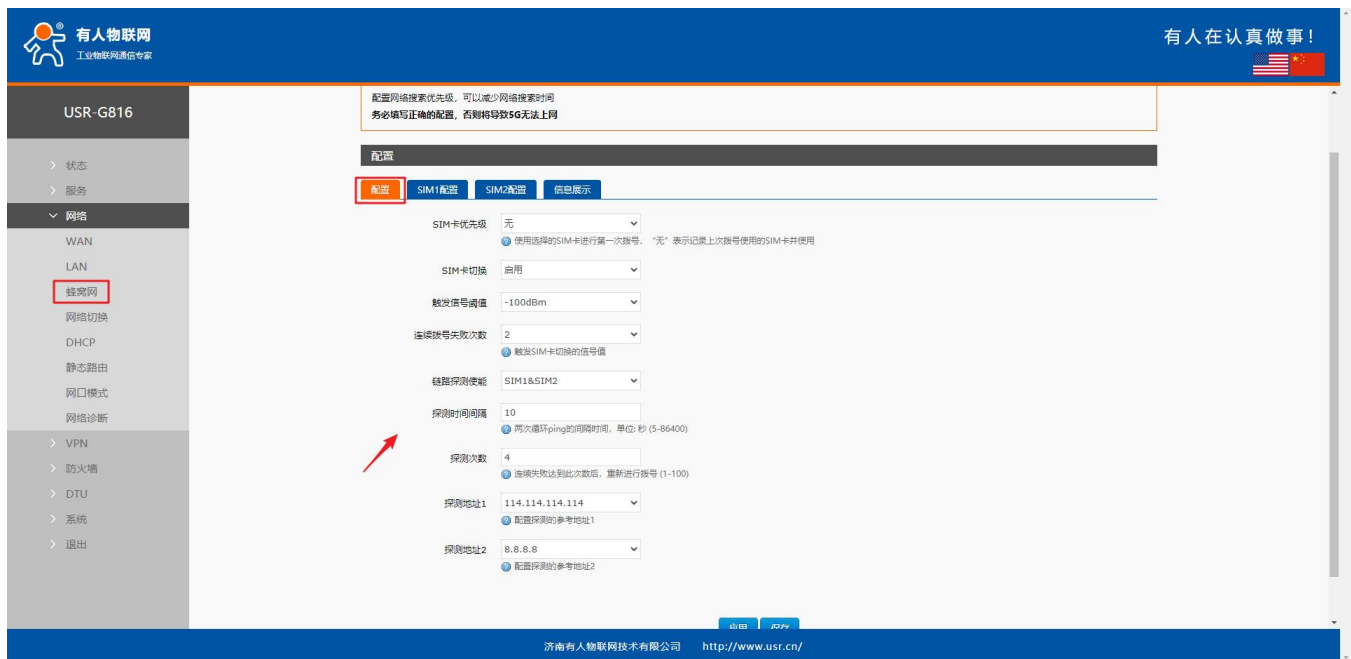 有人物联网
工业物联网通信专家
有人在认真做事！
USR-G816
状态
服务
网络
WAN
LAN
蜂窝网
网络切换
DHCP
静态路由
网口模式
网络诊断
VPN
防火墙
DTU
系统
退出
配置网络搜索优先级，可以减少网络搜索时间
务必填写正确的配置，否则将导致5G无法上网
配置
配置 SIM1配置 SIM2配置 信息展示
SIM卡优先级 无
使用选择的SIM卡进行第一次拨号，“无”表示记录上次拨号使用的SIM卡并使用
SIM卡切换 启用
触发信号阈值 -100dBm
连续拨号失败次数 2
触发SIM卡切换的信号值
链路探测使能 SIM1&SIM2
探测时间间隔 10
两次循环ping的间隔时间，单位: 秒 (5-86400)
探测次数 4
连续失败达到此次数后，重新进行拨号 (1-100)
探测地址1 114.114.114.114
配置探测的参考地址1
探测地址2 8.8.8.8
配置探测的参考地址2
应用 保存
济南有人物联网技术有限公司 http://www.usr.cn/